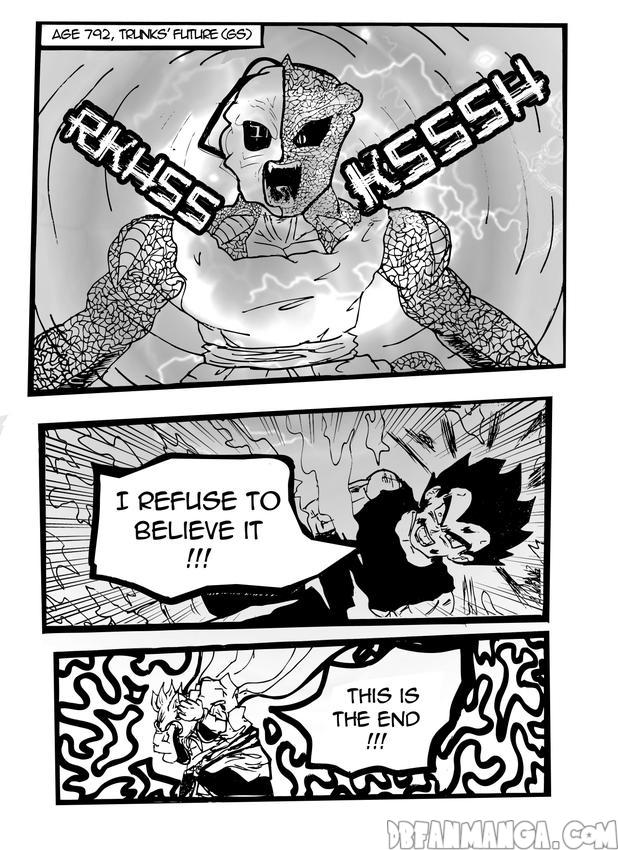 AGE 792, TRUNKS' FUTURE (GS)
RKHSS
KSSSH
I REFUSE TO
BELIEVE IT
!!!
THIS IS
THE END
!!!
DBFANMANGA.COM